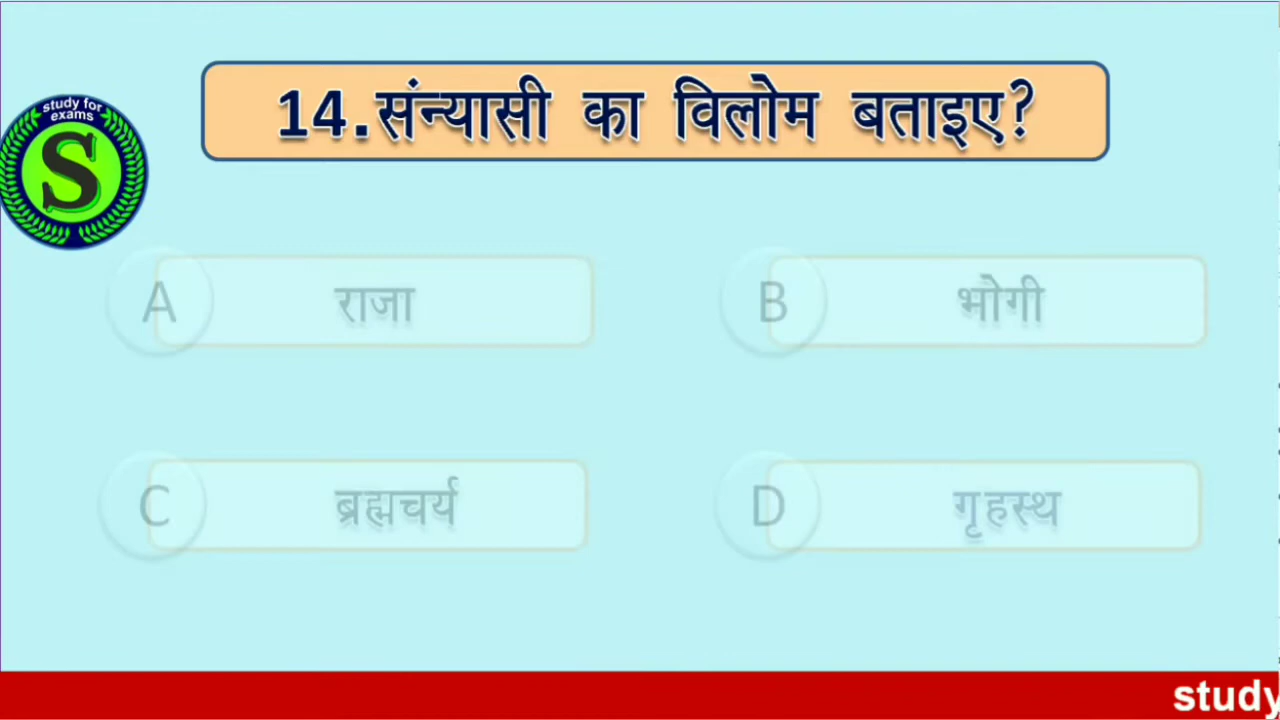 14.संन्यासी का विलोम बताइए?
study for
exams
S
A राजा
B भोगी
C ब्रह्मचर्य
D गृहस्थ
study